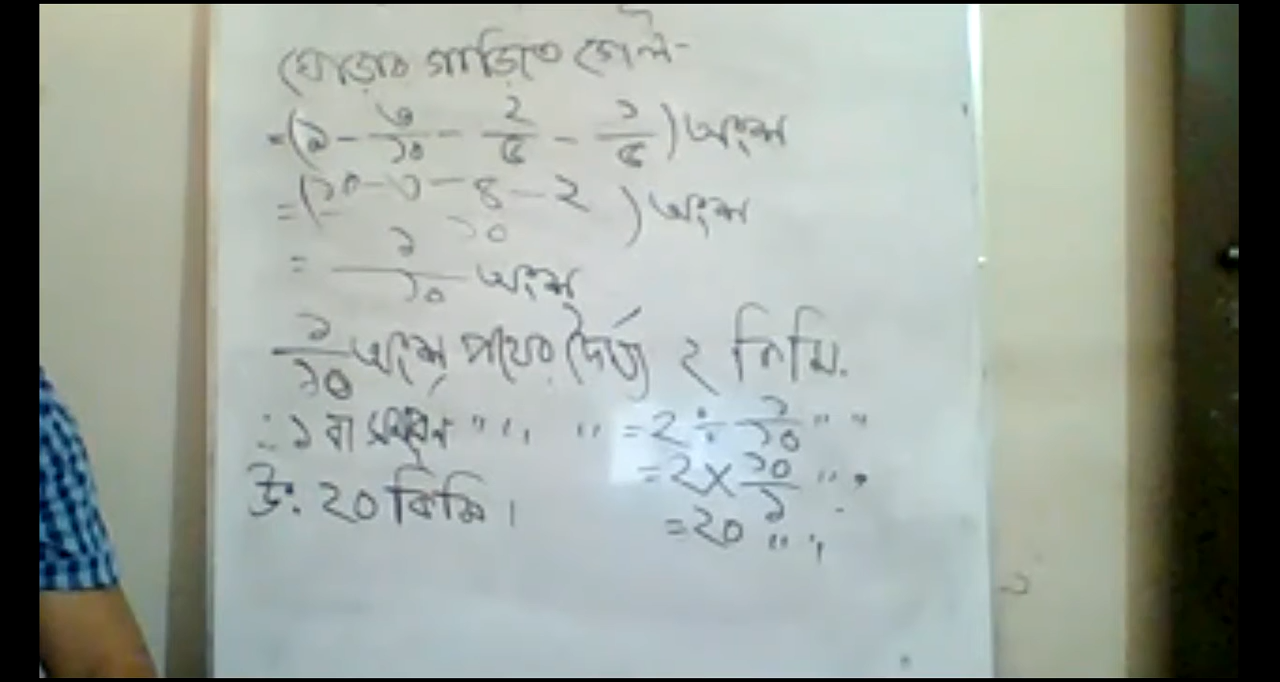 ঘোড়ার গাড়িতে গেল-
=(১ - ৩/১০ - ২/৫ - ১/৫) অংশ
=(১০-৩-৪-২ / ১০) অংশ
= ১/১০ অংশ
১/১০ অংশ পথের দৈর্ঘ্য ২ কিমি.
∴ ১ বা সম্পূর্ণ " " " = ২ ÷ ১/১০ " "
= ২ × ১০/১ " "
উ: ২০ কিমি। = ২০ " "